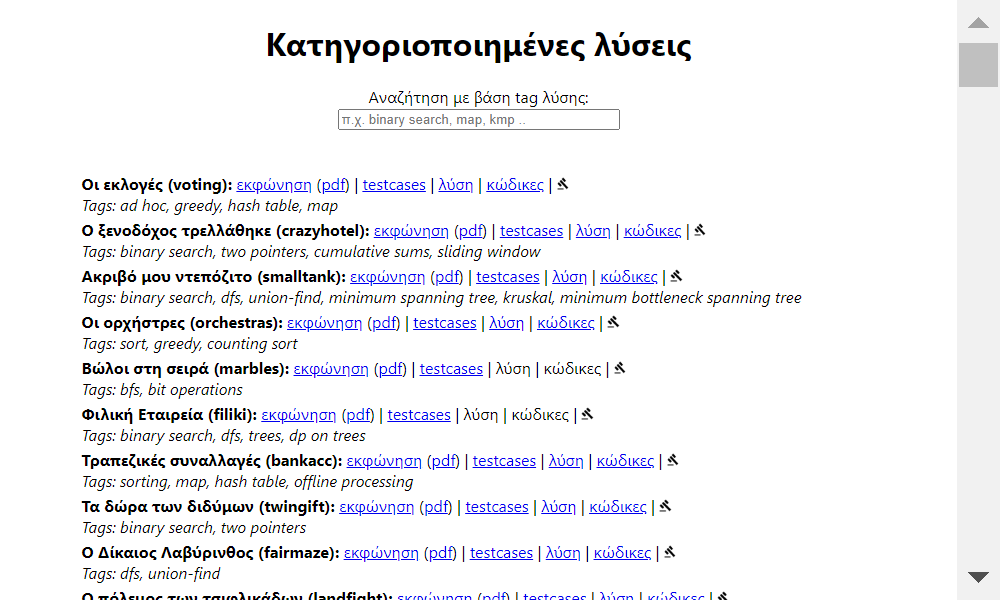 Κατηγοριοποιημένες λύσεις
Αναζήτηση με βάση tag λύσης:
π.χ. binary search, map, kmp ..
Οι εκλογές (voting): εκφώνηση (pdf) | testcases | λύση | κώδικες |
Tags: ad hoc, greedy, hash table, map
Ο ξενοδόχος τρελλάθηκε (crazyhotel): εκφώνηση (pdf) | testcases | λύση | κώδικες |
Tags: binary search, two pointers, cumulative sums, sliding window
Ακριβό μου ντεπόζιτο (smalltank): εκφώνηση (pdf) | testcases | λύση | κώδικες |
Tags: binary search, dfs, union-find, minimum spanning tree, kruskal, minimum bottleneck spanning tree
Οι ορχήστρες (orchestras): εκφώνηση (pdf) | testcases | λύση | κώδικες |
Tags: sort, greedy, counting sort
Βώλοι στη σειρά (marbles): εκφώνηση (pdf) | testcases | λύση | κώδικες |
Tags: bfs, bit operations
Φιλική Εταιρεία (filiki): εκφώνηση (pdf) | testcases | λύση | κώδικες |
Tags: binary search, dfs, trees, dp on trees
Τραπεζικές συναλλαγές (bankacc): εκφώνηση (pdf) | testcases | λύση | κώδικες |
Tags: sorting, map, hash table, offline processing
Τα δώρα των διδύμων (twingift): εκφώνηση (pdf) | testcases | λύση | κώδικες |
Tags: binary search, two pointers
Ο Δίκαιος Λαβύρινθος (fairmaze): εκφώνηση (pdf) | testcases | λύση | κώδικες |
Tags: dfs, union-find
Ο πόλεμος των τσιφλικάδων (landfight): εκφώνηση (pdf) | testcases | λύση | κώδικες |